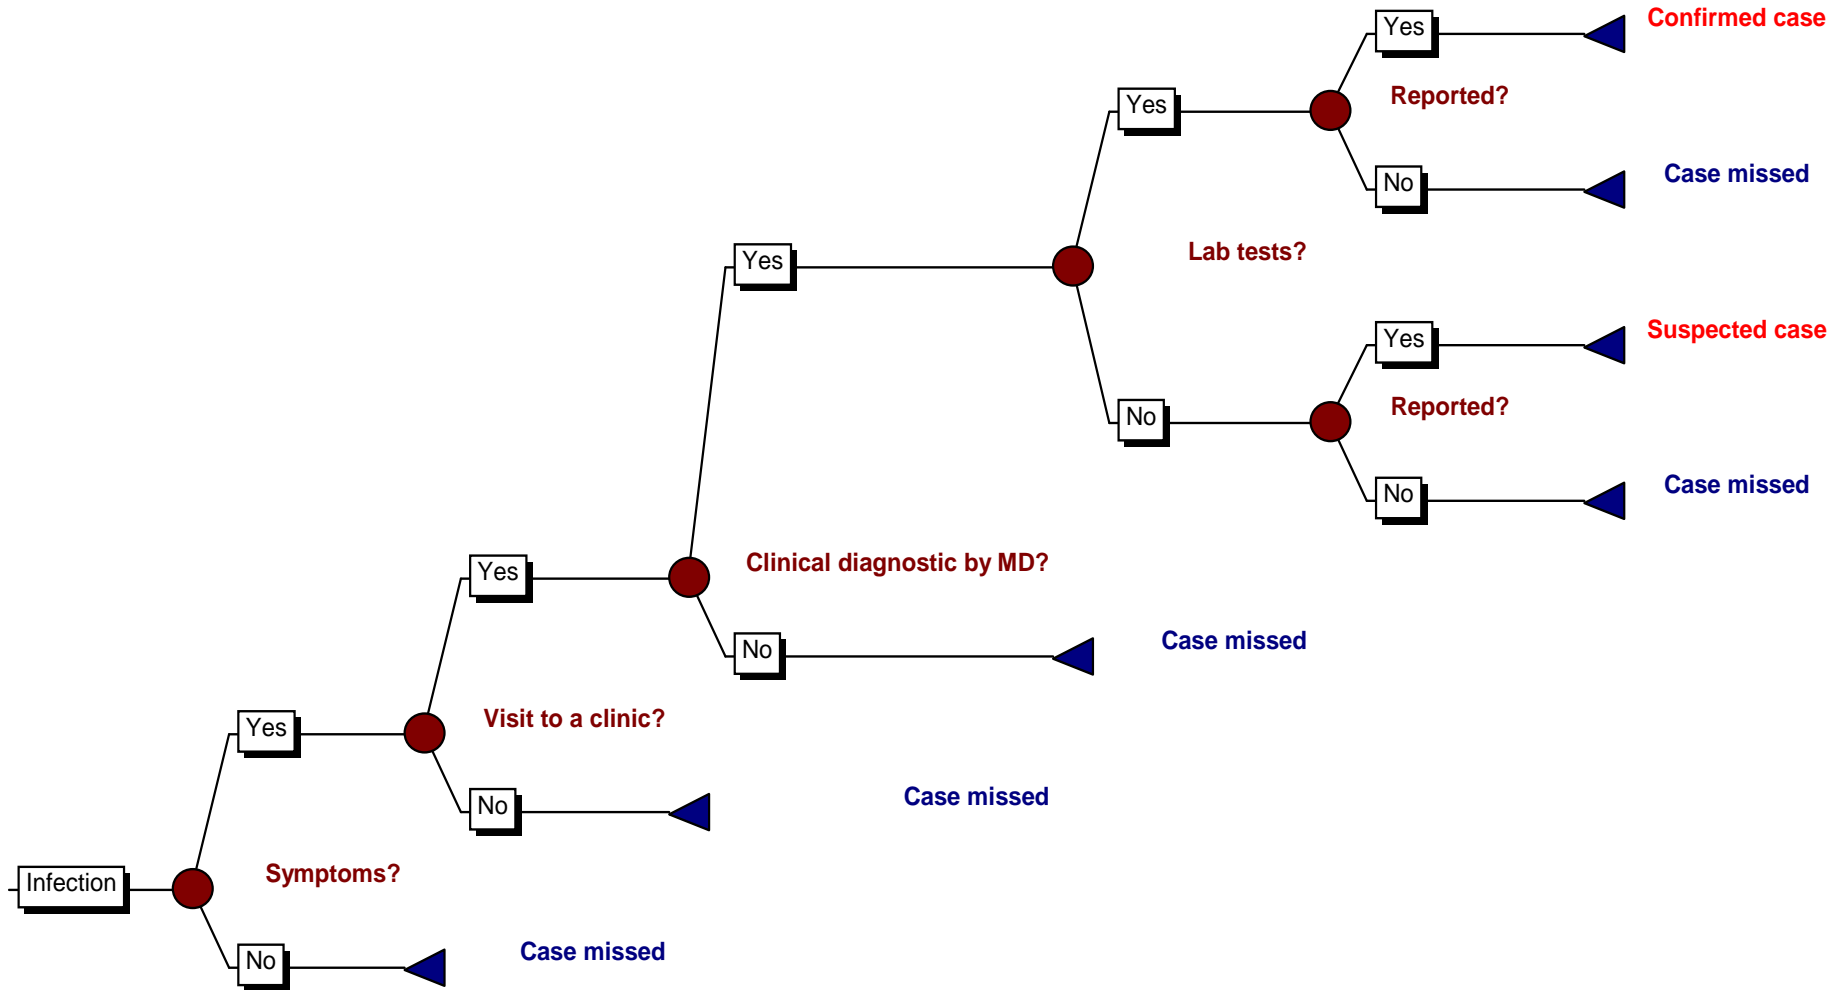 Yes
Confirmed case
Reported?
Yes
No
Case missed
Lab tests?
Yes
Yes
Suspected case
Reported?
No
No
Case missed
Clinical diagnostic by MD?
Yes
No
Case missed
Visit to a clinic?
Yes
No
Case missed
Symptoms?
Infection
No
Case missed